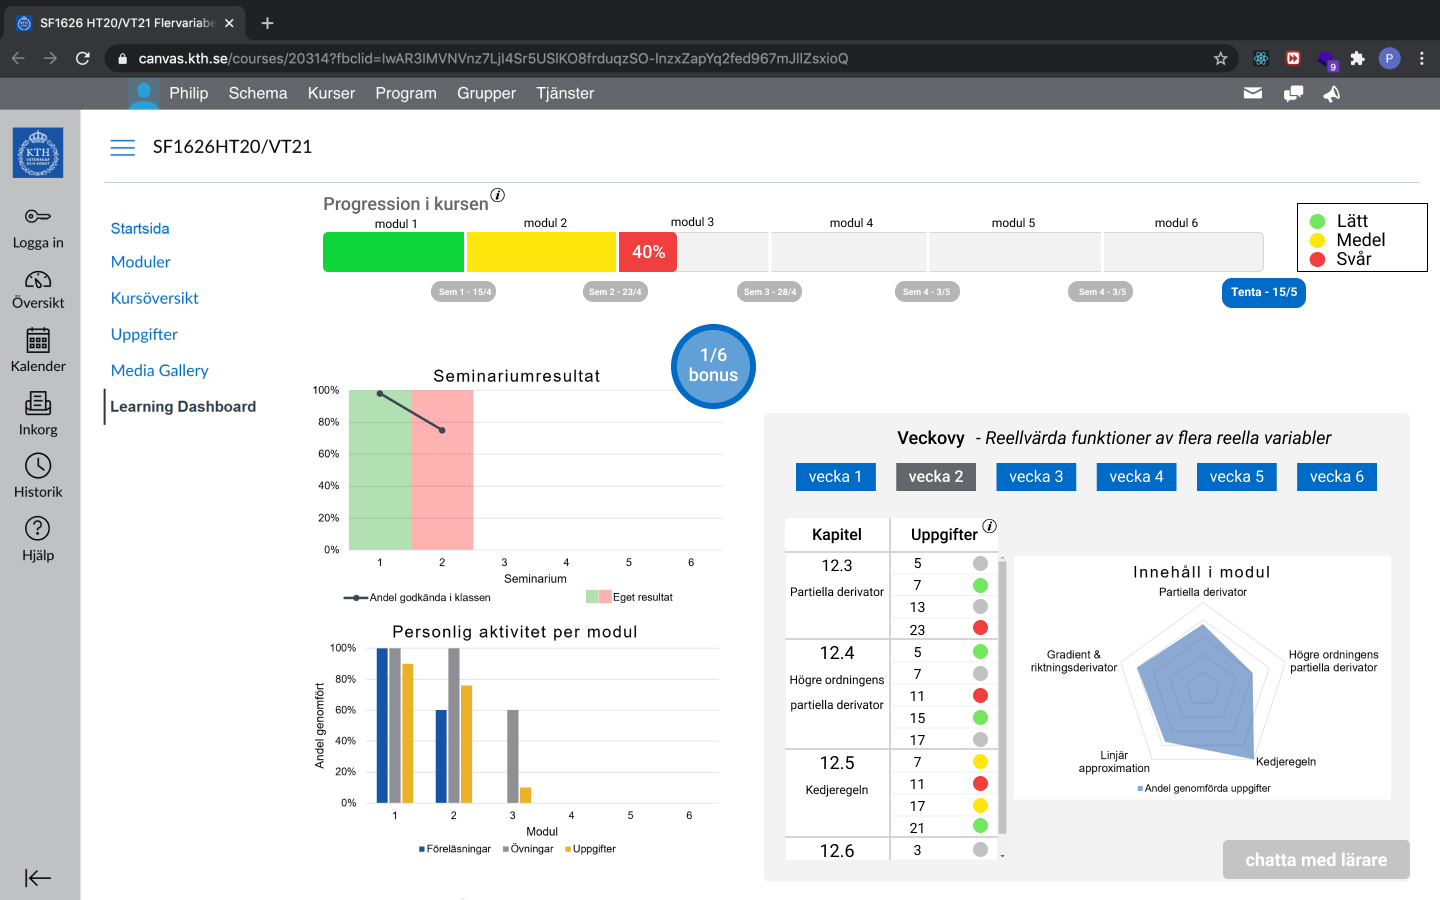 SF1626 HT20/VT21 Flervariabe
canvas.kth.se/courses/20314?fbclid=IwAR3IMVNVnz7LjI4Sr5USlKO8frduqzSO-lnzxZapYq2fed967mJIlZsxioQ
9
P
Philip Schema Kurser Program Grupper Tjänster
KTH
VETENSKAP
OCH KONST
Logga in
Översikt
Kalender
Inkorg
Historik
Hjälp
SF1626HT20/VT21
Startsida
Moduler
Kursöversikt
Uppgifter
Media Gallery
Learning Dashboard
Progression i kursen i
modul 1 modul 2 modul 3 modul 4 modul 5 modul 6
40%
Sem 1 - 15/4 Sem 2 - 23/4 Sem 3 - 28/4 Sem 4 - 3/5 Sem 4 - 3/5 Tenta - 15/5
Lätt
Medel
Svår
1/6
bonus
Seminariumresultat
100%
80%
60%
40%
20%
0%
1 2 3 4 5 6
Seminarium
Andel godkända i klassen Eget resultat
Personlig aktivitet per modul
Andel genomfört
100%
80%
60%
40%
20%
0%
1 2 3 4 5 6
Modul
Föreläsningar Övningar Uppgifter
Veckovy - Reellvärda funktioner av flera reella variabler
vecka 1 vecka 2 vecka 3 vecka 4 vecka 5 vecka 6
Kapitel Uppgifter i
12.3
Partiella derivator
5
7
13
23
12.4
Högre ordningens
partiella derivator
5
7
11
15
17
12.5
Kedjeregeln
7
11
17
21
12.6
3
Innehåll i modul
Partiella derivator
Högre ordningens
partiella derivator
Kedjeregeln
Linjär
approximation
Gradient &
riktningsderivator
Andel genomförda uppgifter
chatta med lärare